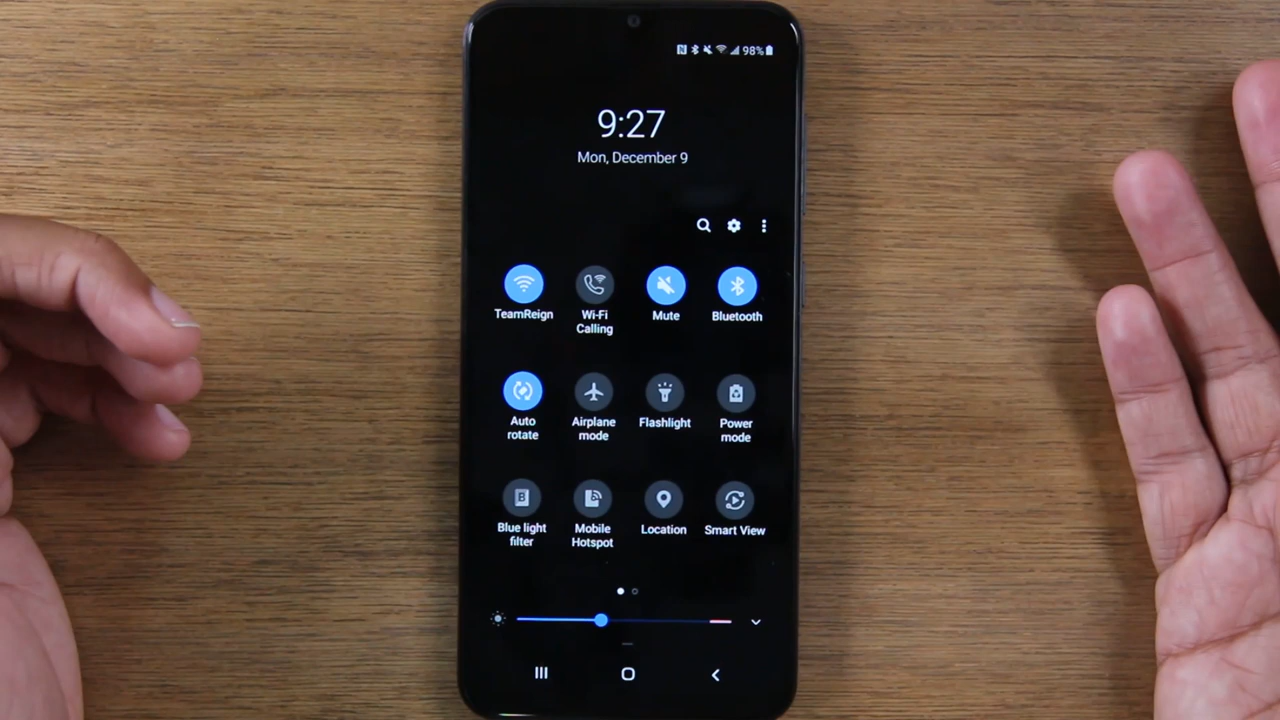 98%
9:27
Mon, December 9
TeamReign
Wi-Fi
Calling
Mute
Bluetooth
Auto
rotate
Airplane
mode
Flashlight
Power
mode
Blue light
filter
Mobile
Hotspot
Location
Smart View